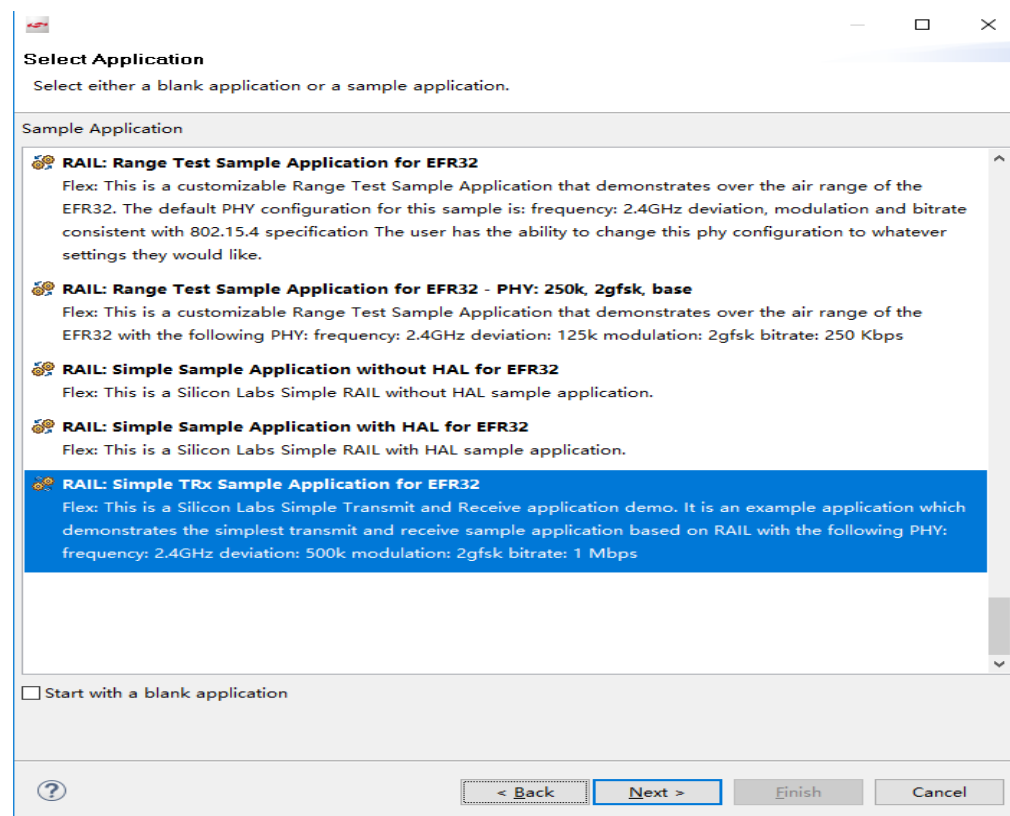 Select Application
Select either a blank application or a sample application.
Sample Application
RAIL: Range Test Sample Application for EFR32
Flex: This is a customizable Range Test Sample Application that demonstrates over the air range of the
EFR32. The default PHY configuration for this sample is: frequency: 2.4GHz deviation, modulation and bitrate
consistent with 802.15.4 specification The user has the ability to change this phy configuration to whatever
settings they would like.
RAIL: Range Test Sample Application for EFR32 - PHY: 250k, 2gfsk, base
Flex: This is a customizable Range Test Sample Application that demonstrates over the air range of the
EFR32 with the following PHY: frequency: 2.4GHz deviation: 125k modulation: 2gfsk bitrate: 250 Kbps
RAIL: Simple Sample Application without HAL for EFR32
Flex: This is a Silicon Labs Simple RAIL without HAL sample application.
RAIL: Simple Sample Application with HAL for EFR32
Flex: This is a Silicon Labs Simple RAIL with HAL sample application.
RAIL: Simple TRx Sample Application for EFR32
Flex: This is a Silicon Labs Simple Transmit and Receive application demo. It is an example application which
demonstrates the simplest transmit and receive sample application based on RAIL with the following PHY:
frequency: 2.4GHz deviation: 500k modulation: 2gfsk bitrate: 1 Mbps
Start with a blank application
? < Back Next > Finish Cancel